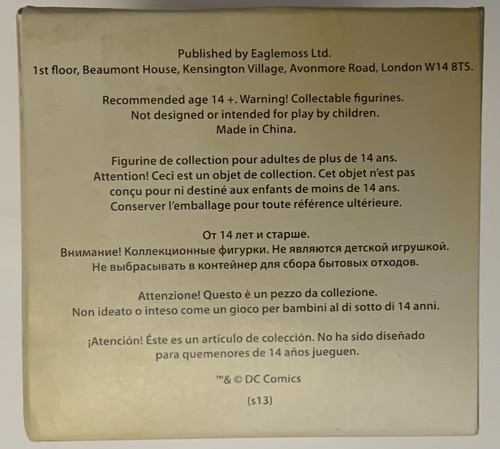 Published by Eaglemoss Ltd.
1st floor, Beaumont House, Kensington Village, Avonmore Road, London W14 8TS.
Recommended age 14 +. Warning! Collectable figurines.
Not designed or intended for play by children.
Made in China.
Figurine de collection pour adultes de plus de 14 ans.
Attention! Ceci est un objet de collection. Cet objet n'est pas
conçu pour ni destiné aux enfants de moins de 14 ans.
Conserver l'emballage pour toute référence ultérieure.
От 14 лет и старше.
Внимание! Коллекционные фигурки. Не являются детской игрушкой.
Не выбрасывать в контейнер для сбора бытовых отходов.
Attenzione! Questo è un pezzo da collezione.
Non ideato o inteso come un gioco per bambini al di sotto di 14 anni.
¡Atención! Éste es un artículo de colección. No ha sido diseñado
para quemenores de 14 años jueguen.
™& © DC Comics
(s13)